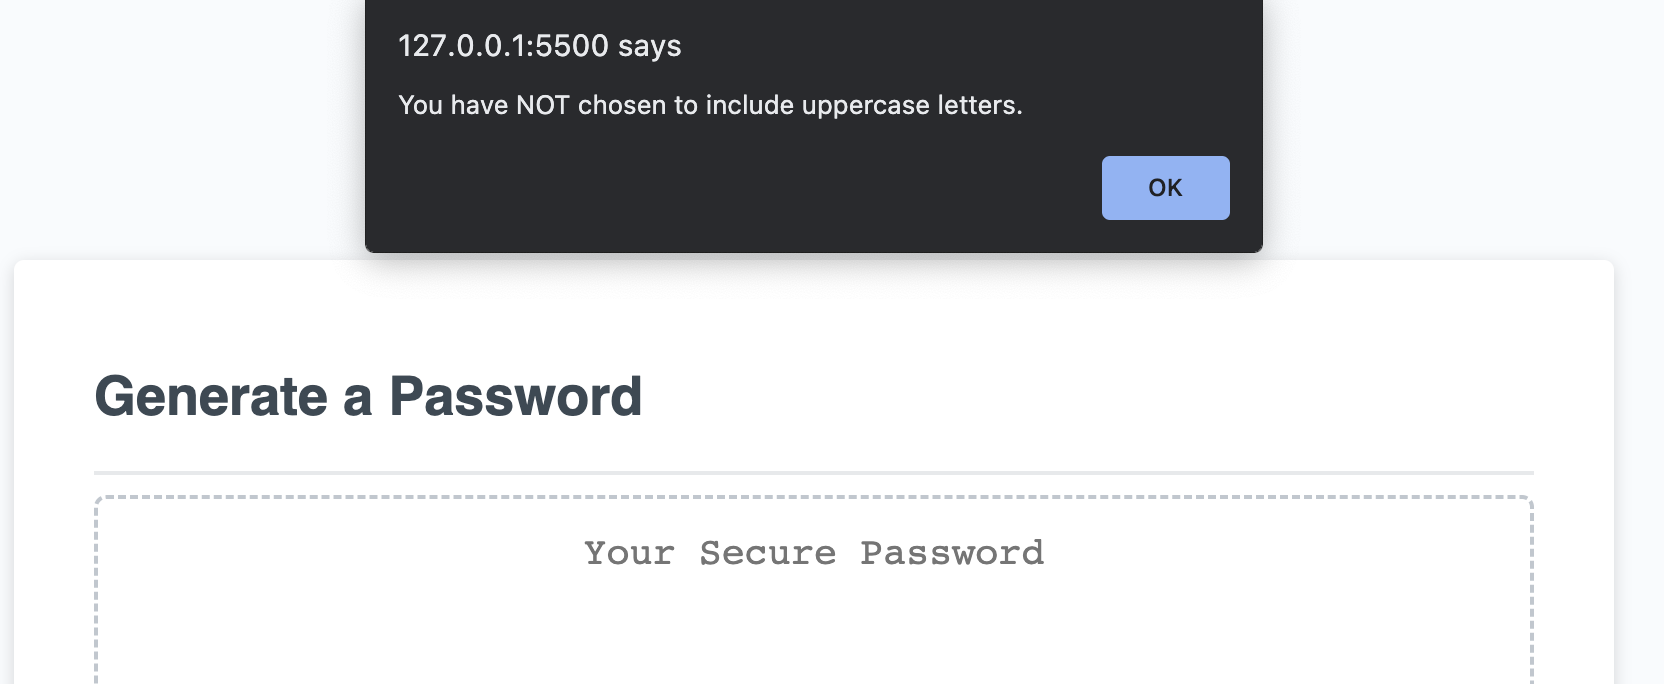 127.0.0.1:5500 says
You have NOT chosen to include uppercase letters.
OK
Generate a Password
Your Secure Password